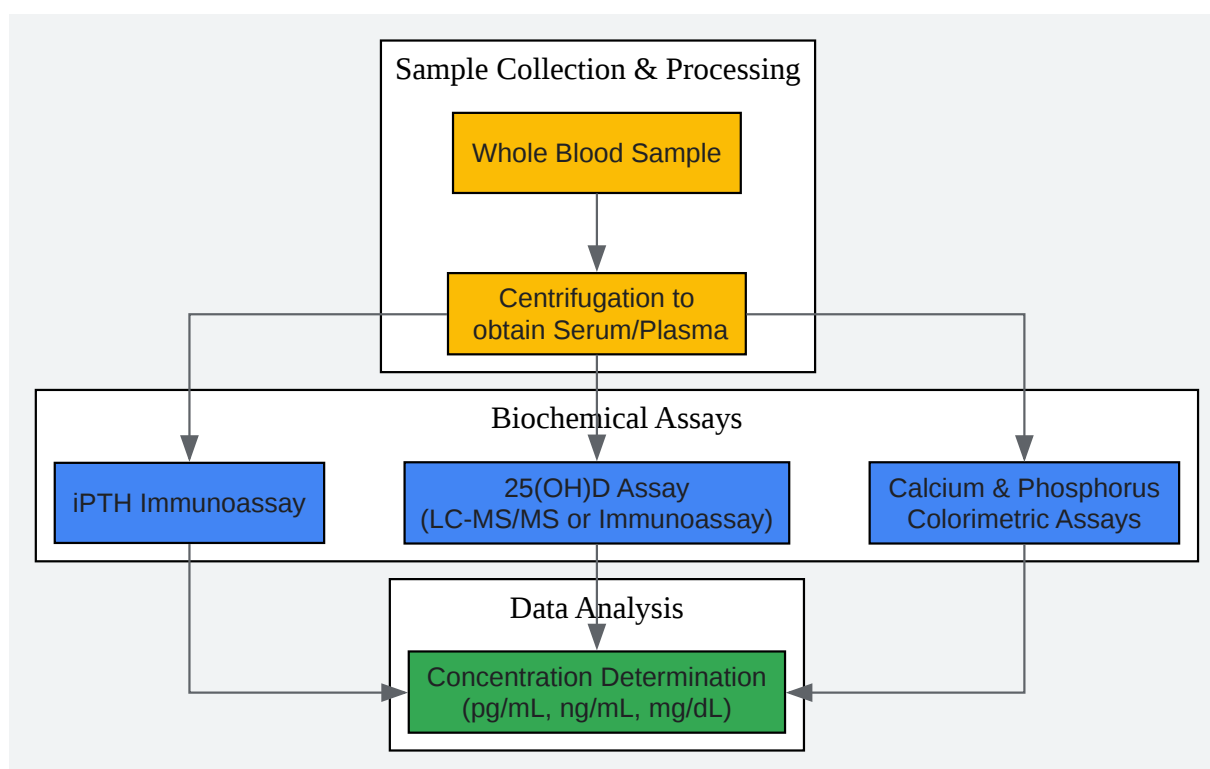 Sample Collection & Processing
Whole Blood Sample
Centrifugation to
obtain Serum/Plasma
Biochemical Assays
iPTH Immunoassay
25(OH)D Assay
(LC-MS/MS or Immunoassay)
Calcium & Phosphorus
Colorimetric Assays
Data Analysis
Concentration Determination
(pg/mL, ng/mL, mg/dL)